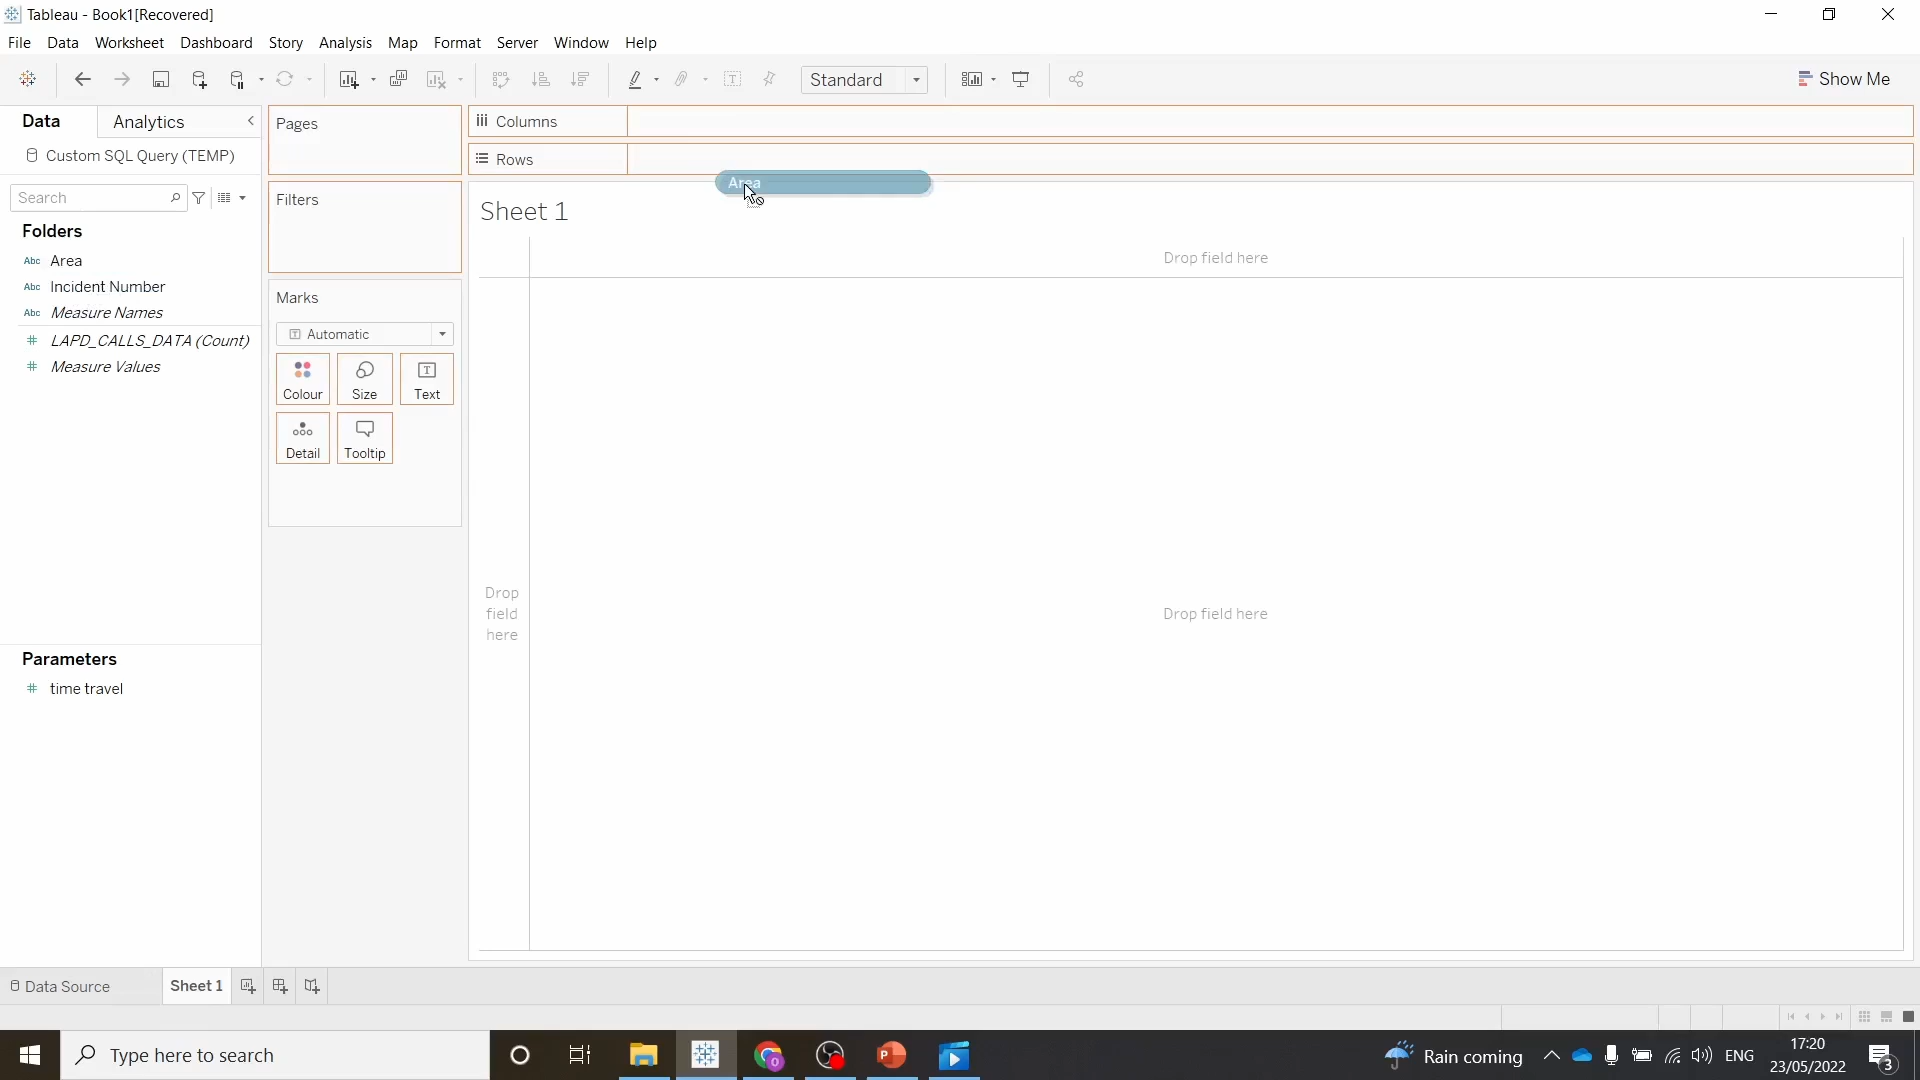 Tableau - Book1[Recovered]
File Data Worksheet Dashboard Story Analysis Map Format Server Window Help
Standard
Show Me
Data
Analytics
Custom SQL Query (TEMP)
Search
Folders
Abc Area
Abc Incident Number
Abc Measure Names
# LAPD_CALLS_DATA (Count)
# Measure Values
Parameters
# time travel
Pages
Filters
Marks
T Automatic
Colour
Size
T
Text
Detail
Tooltip
Columns
Rows
Area
Sheet 1
Drop field here
Drop
field
here
Drop field here
Data Source
Sheet 1
Type here to search
Rain coming
ENG
17:20
23/05/2022
3